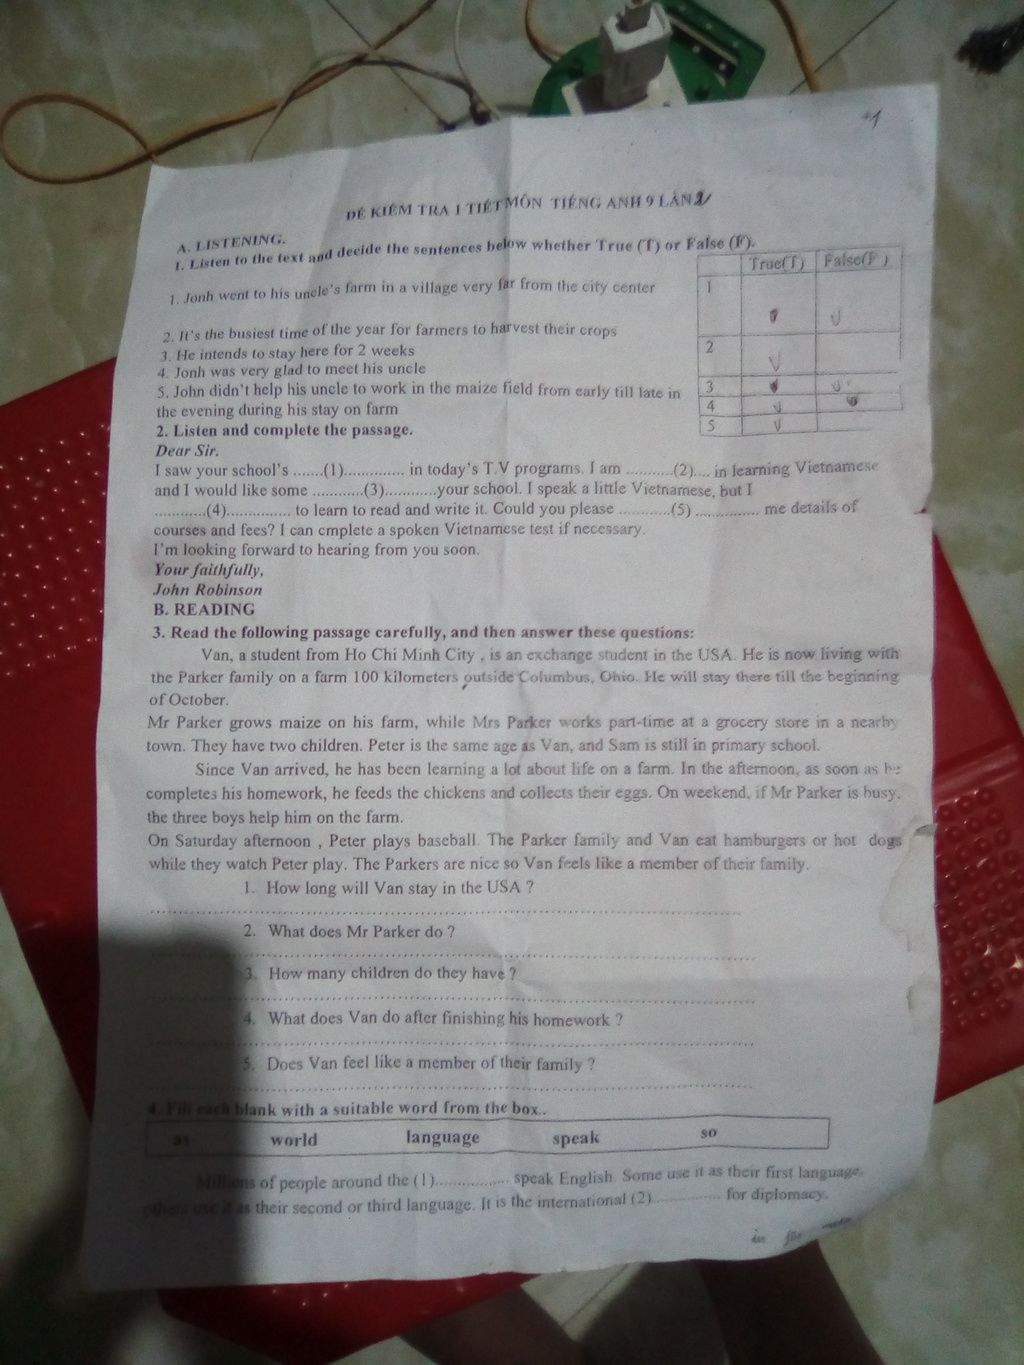 +1
ĐỀ KIỂM TRA 1 TIẾT MÔN TIẾNG ANH 9 LẦN 2
A. LISTENING.
1. Listen to the text and decide the sentences below whether True (T) or False (F).
True(T) False(F )
1. Jonh went to his uncle's farm in a village very far from the city center
1
2. It's the busiest time of the year for farmers to harvest their crops
2
3. He intends to stay here for 2 weeks
4. Jonh was very glad to meet his uncle
3
5. John didn't help his uncle to work in the maize field from early till late in
4
the evening during his stay on farm
5
2. Listen and complete the passage.
Dear Sir.
I saw your school's .......(1)............. in today's T.V programs. I am ..........(2).... in learning Vietnamese
and I would like some ...........(3)...........your school. I speak a little Vietnamese, but I
...........(4).............. to learn to read and write it. Could you please ...........(5) .............. me details of
courses and fees? I can cmplete a spoken Vietnamese test if necessary.
I'm looking forward to hearing from you soon.
Your faithfully,
John Robinson
B. READING
3. Read the following passage carefully, and then answer these questions:
Van, a student from Ho Chi Minh City , is an exchange student in the USA. He is now living with
the Parker family on a farm 100 kilometers outside Columbus, Ohio. He will stay there till the beginning
of October.
Mr Parker grows maize on his farm, while Mrs Parker works part-time at a grocery store in a nearby
town. They have two children. Peter is the same age as Van, and Sam is still in primary school.
Since Van arrived, he has been learning a lot about life on a farm. In the afternoon, as soon as he
completes his homework, he feeds the chickens and collects their eggs. On weekend, if Mr Parker is busy,
the three boys help him on the farm.
On Saturday afternoon , Peter plays baseball. The Parker family and Van eat hamburgers or hot dogs
while they watch Peter play. The Parkers are nice so Van feels like a member of their family.
1. How long will Van stay in the USA ?
2. What does Mr Parker do ?
3. How many children do they have ?
4. What does Van do after finishing his homework ?
5. Does Van feel like a member of their family ?
4. Fill each blank with a suitable word from the box..
as world language speak so
Millions of people around the (1)................ speak English. Some use it as their first language,
others use it as their second or third language. It is the international (2)............... for diplomacy.
in